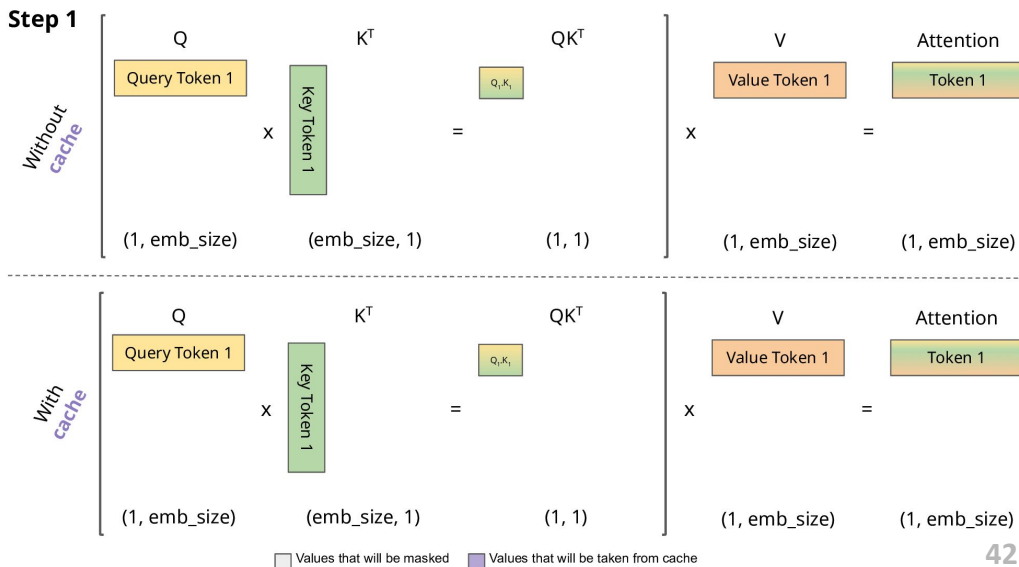 Step 1
Without
cache
Q
K^T
QK^T
V
Attention
Query Token 1
x
Key Token 1
=
Q₁.K₁
x
Value Token 1
=
Token 1
(1, emb_size)
(emb_size, 1)
(1, 1)
(1, emb_size)
(1, emb_size)
With
cache
Q
K^T
QK^T
V
Attention
Query Token 1
x
Key Token 1
=
Q₁.K₁
x
Value Token 1
=
Token 1
(1, emb_size)
(emb_size, 1)
(1, 1)
(1, emb_size)
(1, emb_size)
Values that will be masked
Values that will be taken from cache
42